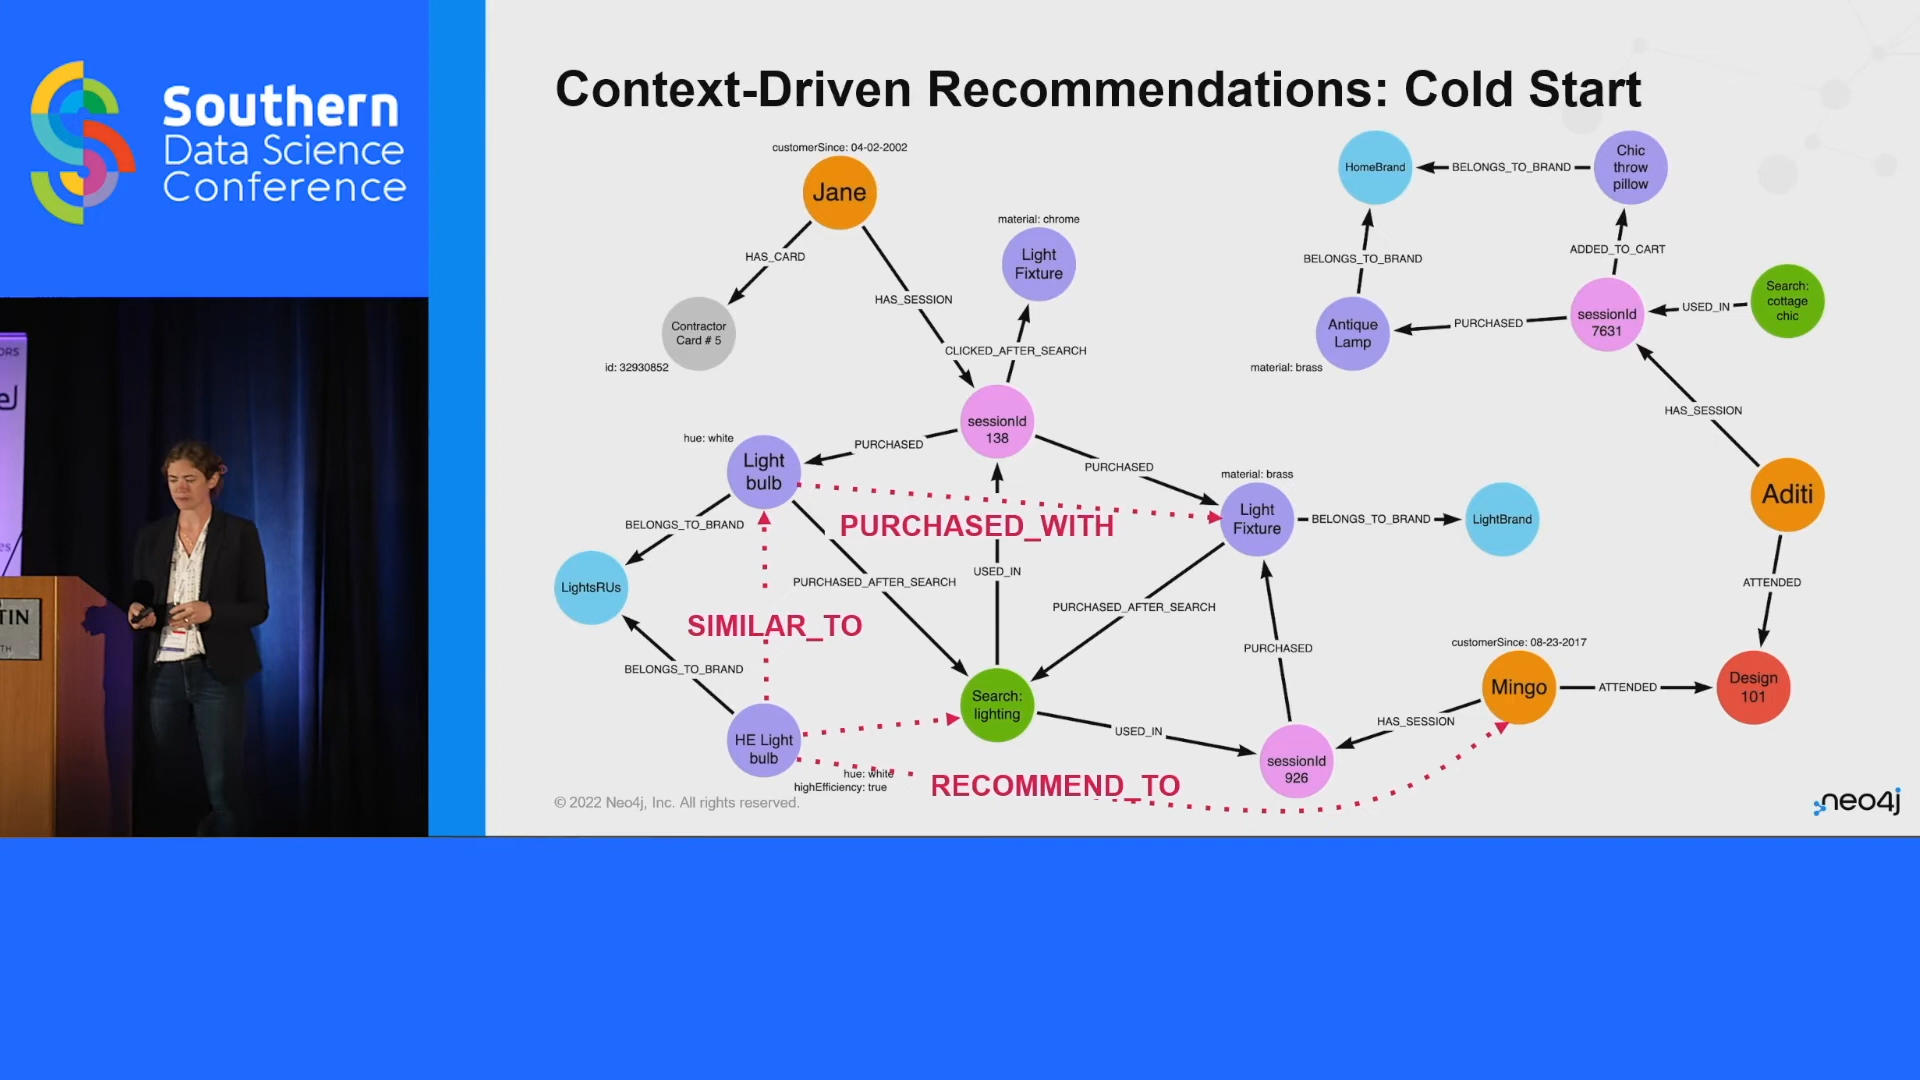 Southern
Data Science
Conference
ORS
el
es
TIN
TH
Context-Driven Recommendations: Cold Start
customerSince: 04-02-2002
Jane
HAS_CARD
Contractor
Card # 5
id: 32930852
HAS_SESSION
material: chrome
Light
Fixture
CLICKED_AFTER_SEARCH
sessionId
138
HomeBrand
BELONGS_TO_BRAND
Chic
throw
pillow
BELONGS_TO_BRAND
ADDED_TO_CART
Search:
cottage
chic
USED_IN
sessionId
7631
PURCHASED
Antique
Lamp
material: brass
HAS_SESSION
Aditi
ATTENDED
hue: white
Light
bulb
PURCHASED
PURCHASED
material: brass
Light
Fixture
BELONGS_TO_BRAND
LightBrand
PURCHASED_WITH
BELONGS_TO_BRAND
LightsRUs
PURCHASED_AFTER_SEARCH
USED_IN
PURCHASED_AFTER_SEARCH
SIMILAR_TO
BELONGS_TO_BRAND
PURCHASED
customerSince: 08-23-2017
Mingo
ATTENDED
Design
101
HAS_SESSION
Search:
lighting
USED_IN
sessionId
926
HE Light
bulb
hue: white
highEfficiency: true
RECOMMEND_TO
© 2022 Neo4j, Inc. All rights reserved.
neo4j